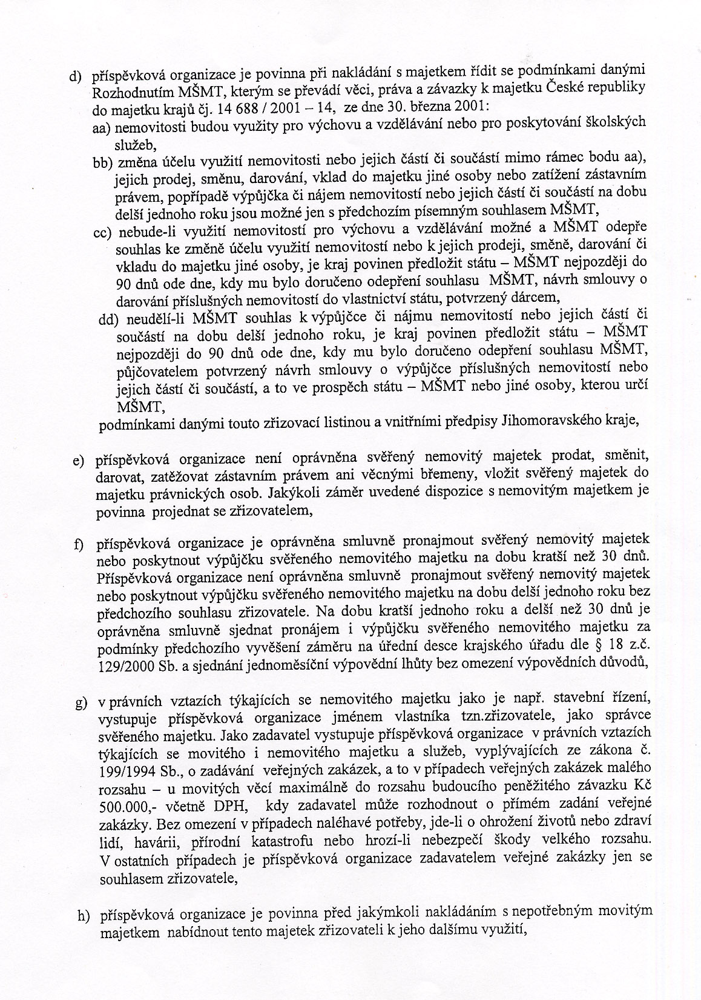 d) příspěvková organizace je povinna při nakládání s majetkem řídit se podmínkami danými
Rozhodnutím MŠMT, kterým se převádí věci, práva a závazky k majetku České republiky
do majetku krajů čj. 14 688 / 2001 – 14, ze dne 30. března 2001:
aa) nemovitosti budou využity pro výchovu a vzdělávání nebo pro poskytování školských
služeb,
bb) změna účelu využití nemovitosti nebo jejich částí či součástí mimo rámec bodu aa),
jejich prodej, směnu, darování, vklad do majetku jiné osoby nebo zatížení zástavním
právem, popřípadě výpůjčka či nájem nemovitostí nebo jejich částí či součástí na dobu
delší jednoho roku jsou možné jen s předchozím písemným souhlasem MŠMT,
cc) nebude-li využití nemovitostí pro výchovu a vzdělávání možné a MŠMT odepře
souhlas ke změně účelu využití nemovitostí nebo k jejich prodeji, směně, darování či
vkladu do majetku jiné osoby, je kraj povinen předložit státu – MŠMT nejpozději do
90 dnů ode dne, kdy mu bylo doručeno odepření souhlasu MŠMT, návrh smlouvy o
darování příslušných nemovitostí do vlastnictví státu, potvrzený dárcem,
dd) neudělí-li MŠMT souhlas k výpůjčce či nájmu nemovitostí nebo jejich částí či
součástí na dobu delší jednoho roku, je kraj povinen předložit státu – MŠMT
nejpozději do 90 dnů ode dne, kdy mu bylo doručeno odepření souhlasu MŠMT,
půjčovatelem potvrzený návrh smlouvy o výpůjčce příslušných nemovitostí nebo
jejich částí či součástí, a to ve prospěch státu – MŠMT nebo jiné osoby, kterou určí
MŠMT,
podmínkami danými touto zřizovací listinou a vnitřními předpisy Jihomoravského kraje,
e) příspěvková organizace není oprávněna svěřený nemovitý majetek prodat, směnit,
darovat, zatěžovat zástavním právem ani věcnými břemeny, vložit svěřený majetek do
majetku právnických osob. Jakýkoli záměr uvedené dispozice s nemovitým majetkem je
povinna projednat se zřizovatelem,
f) příspěvková organizace je oprávněna smluvně pronajmout svěřený nemovitý majetek
nebo poskytnout výpůjčku svěřeného nemovitého majetku na dobu kratší než 30 dnů.
Příspěvková organizace není oprávněna smluvně pronajmout svěřený nemovitý majetek
nebo poskytnout výpůjčku svěřeného nemovitého majetku na dobu delší jednoho roku bez
předchozího souhlasu zřizovatele. Na dobu kratší jednoho roku a delší než 30 dnů je
oprávněna smluvně sjednat pronájem i výpůjčku svěřeného nemovitého majetku za
podmínky předchozího vyvěšení záměru na úřední desce krajského úřadu dle § 18 z.č.
129/2000 Sb. a sjednání jednoměsíční výpovědní lhůty bez omezení výpovědních důvodů,
g) v právních vztazích týkajících se nemovitého majetku jako je např. stavební řízení,
vystupuje příspěvková organizace jménem vlastníka tzn.zřizovatele, jako správce
svěřeného majetku. Jako zadavatel vystupuje příspěvková organizace v právních vztazích
týkajících se movitého i nemovitého majetku a služeb, vyplývajících ze zákona č.
199/1994 Sb., o zadávání veřejných zakázek, a to v případech veřejných zakázek malého
rozsahu – u movitých věcí maximálně do rozsahu budoucího peněžitého závazku Kč
500.000,- včetně DPH, kdy zadavatel může rozhodnout o přímém zadání veřejné
zakázky. Bez omezení v případech naléhavé potřeby, jde-li o ohrožení životů nebo zdraví
lidí, havárii, přírodní katastrofu nebo hrozí-li nebezpečí škody velkého rozsahu.
V ostatních případech je příspěvková organizace zadavatelem veřejné zakázky jen se
souhlasem zřizovatele,
h) příspěvková organizace je povinna před jakýmkoli nakládáním s nepotřebným movitým
majetkem nabídnout tento majetek zřizovateli k jeho dalšímu využití,